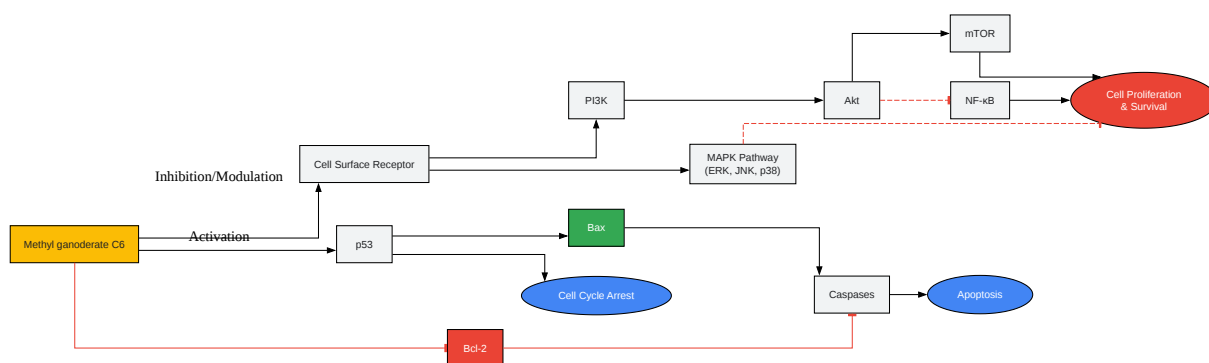 mTOR
PI3K
Akt
NF-κB
Cell Proliferation
& Survival
Cell Surface Receptor
MAPK Pathway
(ERK, JNK, p38)
Inhibition/Modulation
Methyl ganoderate C6
Activation
p53
Bax
Cell Cycle Arrest
Caspases
Apoptosis
Bcl-2